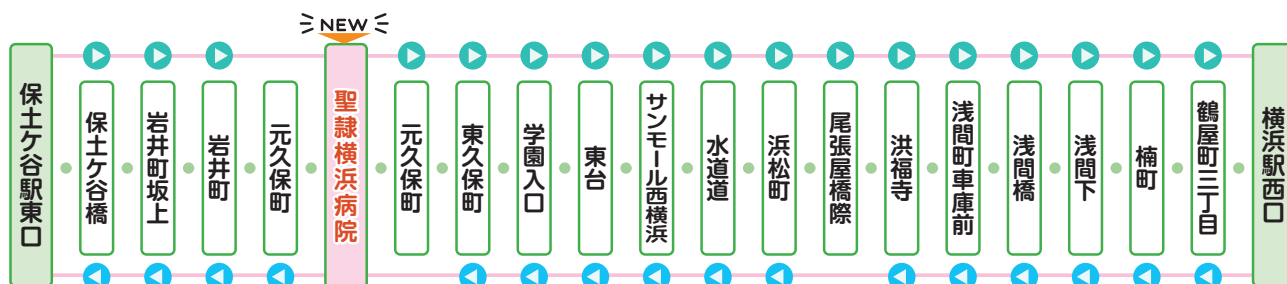 NEW
保土ケ谷駅東口
保土ケ谷橋
岩井町坂上
岩井町
元久保町
聖隷横浜病院
元久保町
東久保町
学園入口
東台
サンモール西横浜
水道道
浜松町
尾張屋橋際
洪福寺
浅間町車庫前
浅間橋
浅間下
楠町
鶴屋町三丁目
横浜駅西口